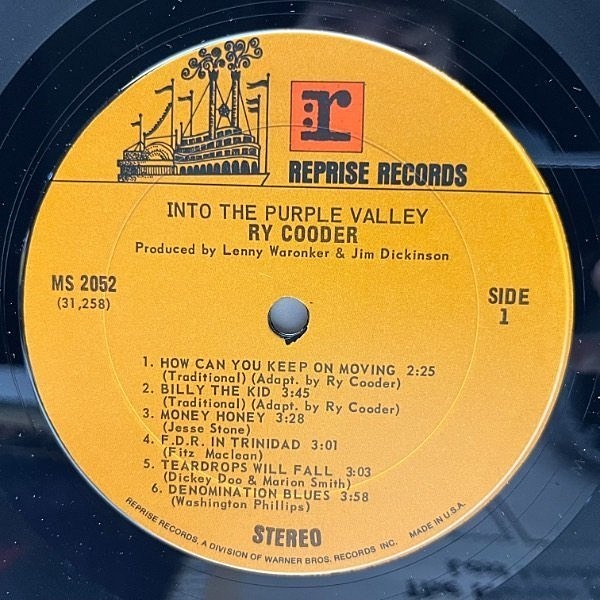 r
REPRISE RECORDS
INTO THE PURPLE VALLEY
RY COODER
Produced by Lenny Waronker & Jim Dickinson
MS 2052
(31,258)
SIDE
1
1. HOW CAN YOU KEEP ON MOVING 2:25
(Traditional) (Adapt. by Ry Cooder)
2. BILLY THE KID 3:45
(Traditional) (Adapt. by Ry Cooder)
3. MONEY HONEY 3:28
(Jesse Stone)
4. F.D.R. IN TRINIDAD 3:01
(Fitz Maclean)
5. TEARDROPS WILL FALL 3:03
(Dickey Doo & Marion Smith)
6. DENOMINATION BLUES 3:58
(Washington Phillips)
STEREO
REPRISE RECORDS, A DIVISION OF WARNER BROS. RECORDS INC. MADE IN U.S.A.